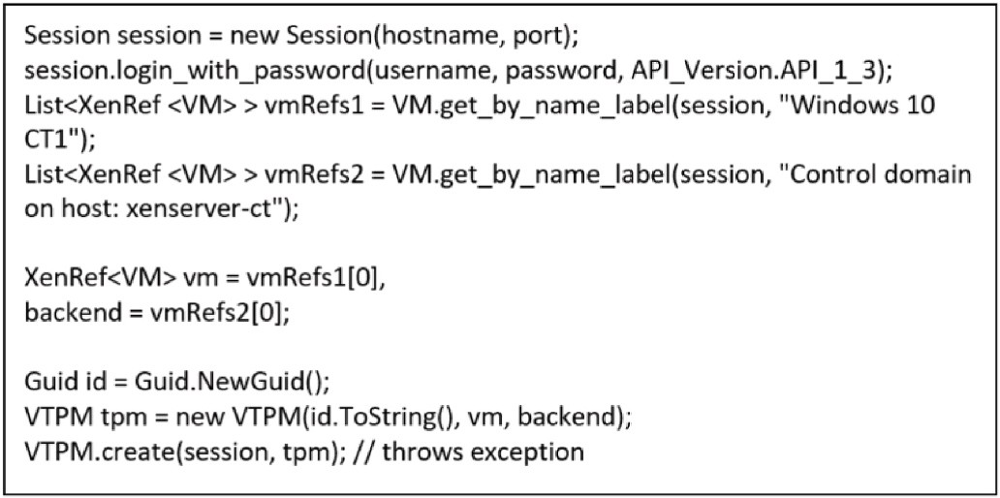 Session session = new Session(hostname, port);
session.login_with_password(username, password, API_Version.API_1_3);
List<XenRef <VM> > vmRefs1 = VM.get_by_name_label(session, "Windows 10
CT1");
List<XenRef <VM> > vmRefs2 = VM.get_by_name_label(session, "Control domain
on host: xenserver-ct");
XenRef<VM> vm = vmRefs1[0],
backend = vmRefs2[0];
Guid id = Guid.NewGuid();
VTPM tpm = new VTPM(id.ToString(), vm, backend);
VTPM.create(session, tpm); // throws exception